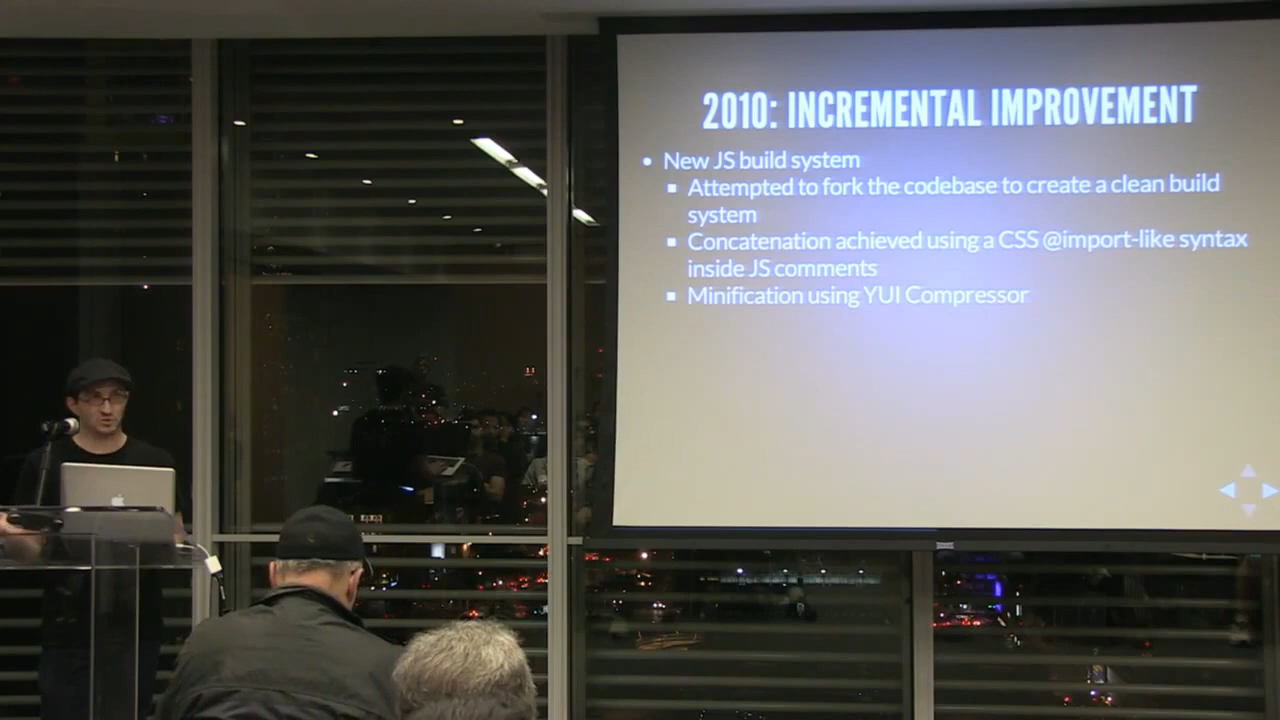 2010: INCREMENTAL IMPROVEMENT
• New JS build system
▪ Attempted to fork the codebase to create a clean build
system
▪ Concatenation achieved using a CSS @import-like syntax
inside JS comments
▪ Minification using YUI Compressor